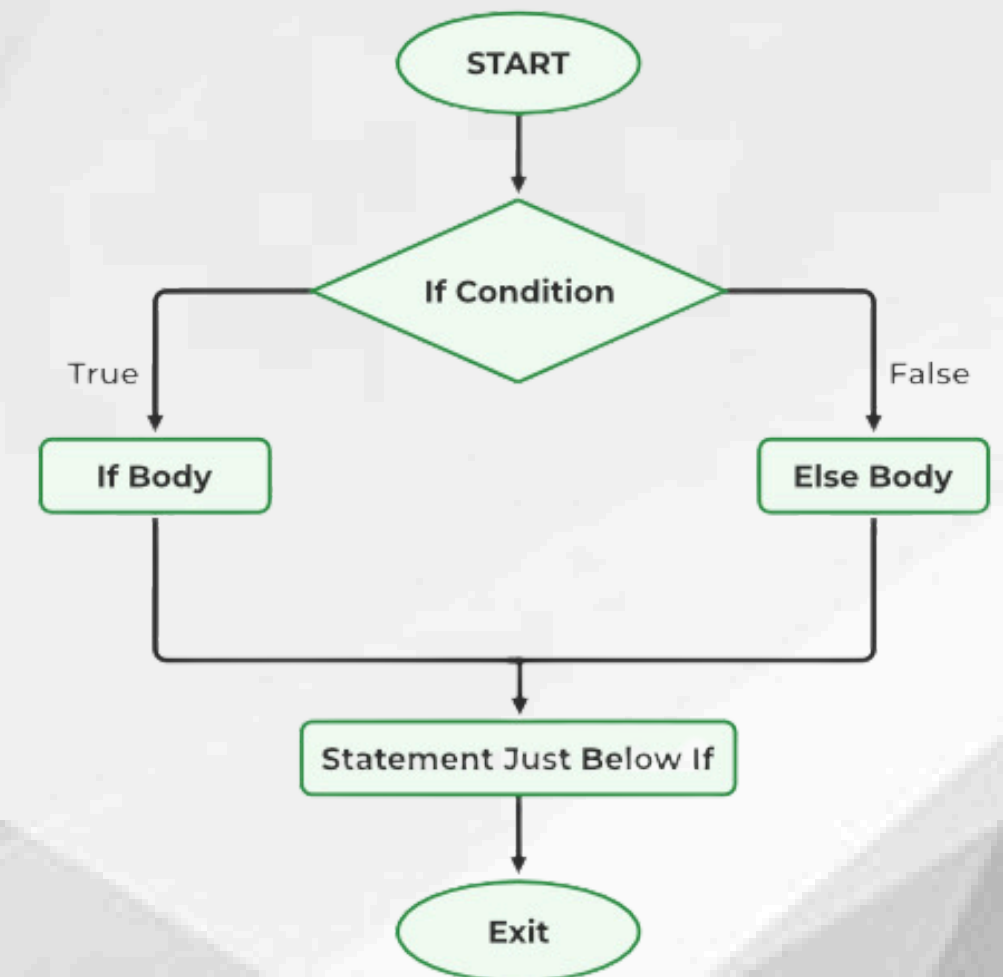 START
If Condition
True
False
If Body
Else Body
Statement Just Below If
Exit